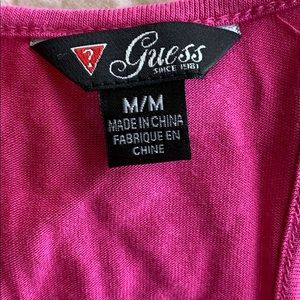 ?
Guess
SINCE 1981
M/M
MADE IN CHINA
FABRIQUE EN
CHINE